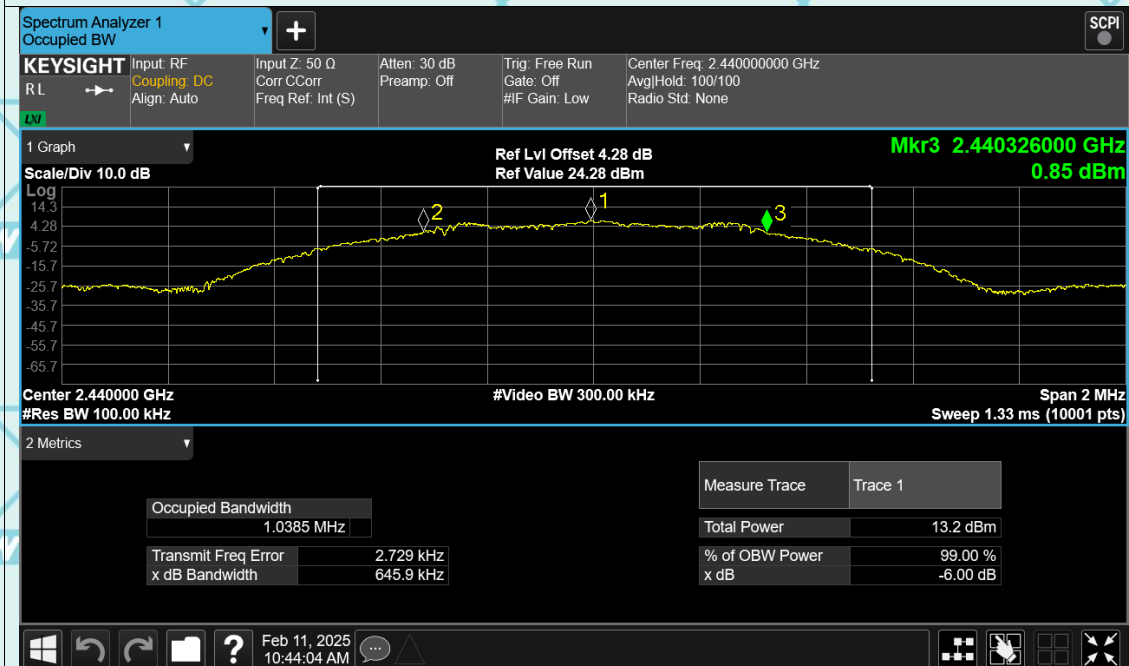 Spectrum Analyzer 1
Occupied BW
SCPI
KEYSIGHT
R L
LXI
Input: RF
Coupling: DC
Align: Auto
Input Z: 50 Ω
Corr CCorr
Freq Ref: Int (S)
Atten: 30 dB
Preamp: Off
Trig: Free Run
Gate: Off
#IF Gain: Low
Center Freq: 2.440000000 GHz
Avg|Hold: 100/100
Radio Std: None
1 Graph
Scale/Div 10.0 dB
Ref Lvl Offset 4.28 dB
Ref Value 24.28 dBm
Mkr3 2.440326000 GHz
0.85 dBm
Log
14.3
4.28
-5.72
-15.7
-25.7
-35.7
-45.7
-55.7
-65.7
2
1
3
Center 2.440000 GHz
#Video BW 300.00 kHz
Span 2 MHz
#Res BW 100.00 kHz
Sweep 1.33 ms (10001 pts)
2 Metrics
Measure Trace Trace 1
Occupied Bandwidth
1.0385 MHz
Total Power 13.2 dBm
Transmit Freq Error 2.729 kHz
% of OBW Power 99.00 %
x dB Bandwidth 645.9 kHz
x dB -6.00 dB
?
Feb 11, 2025
10:44:04 AM